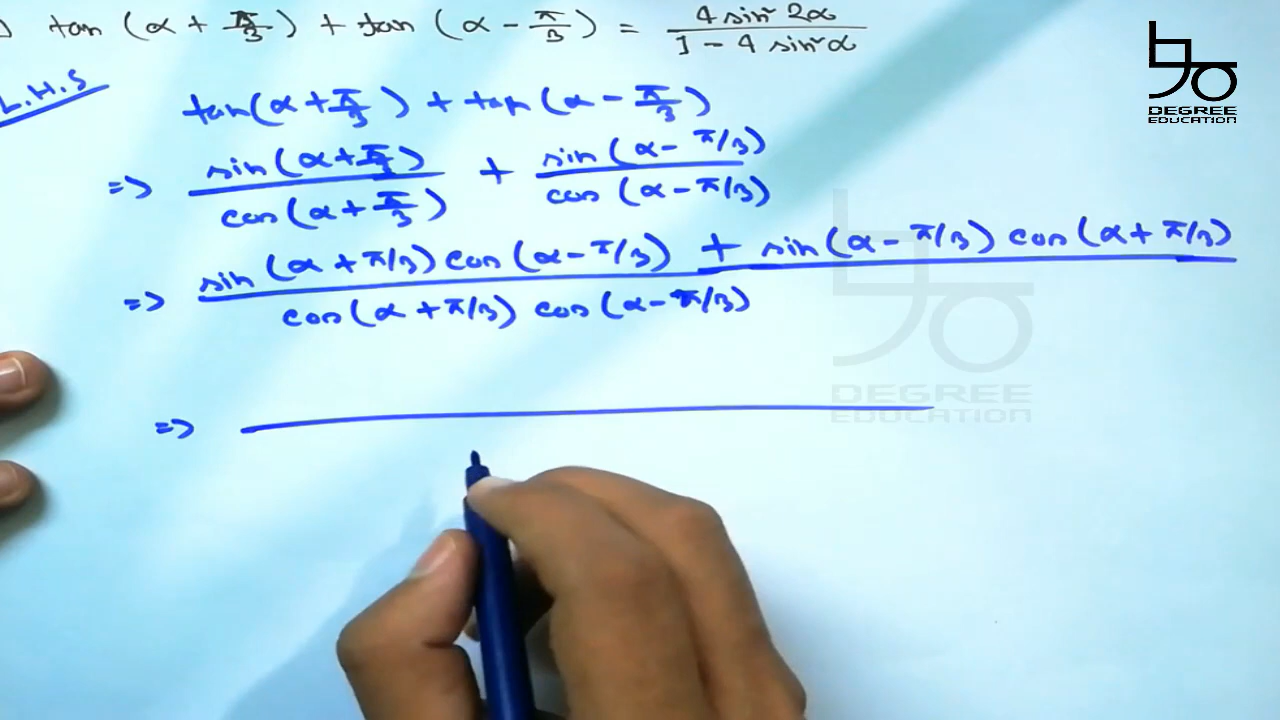 tan (α + π/3) + tan (α - π/3) = 4 sin² 2α / 1 - 4 sin² α
L.H.S
tan(α + π/3) + tan(α - π/3)
=> sin(α + π/3) / cos(α + π/3) + sin(α - π/3) / cos(α - π/3)
=> sin(α + π/3) cos(α - π/3) + sin(α - π/3) cos(α + π/3) / cos(α + π/3) cos(α - π/3)
=>
DEGREE
EDUCATION
DEGREE
EDUCATION